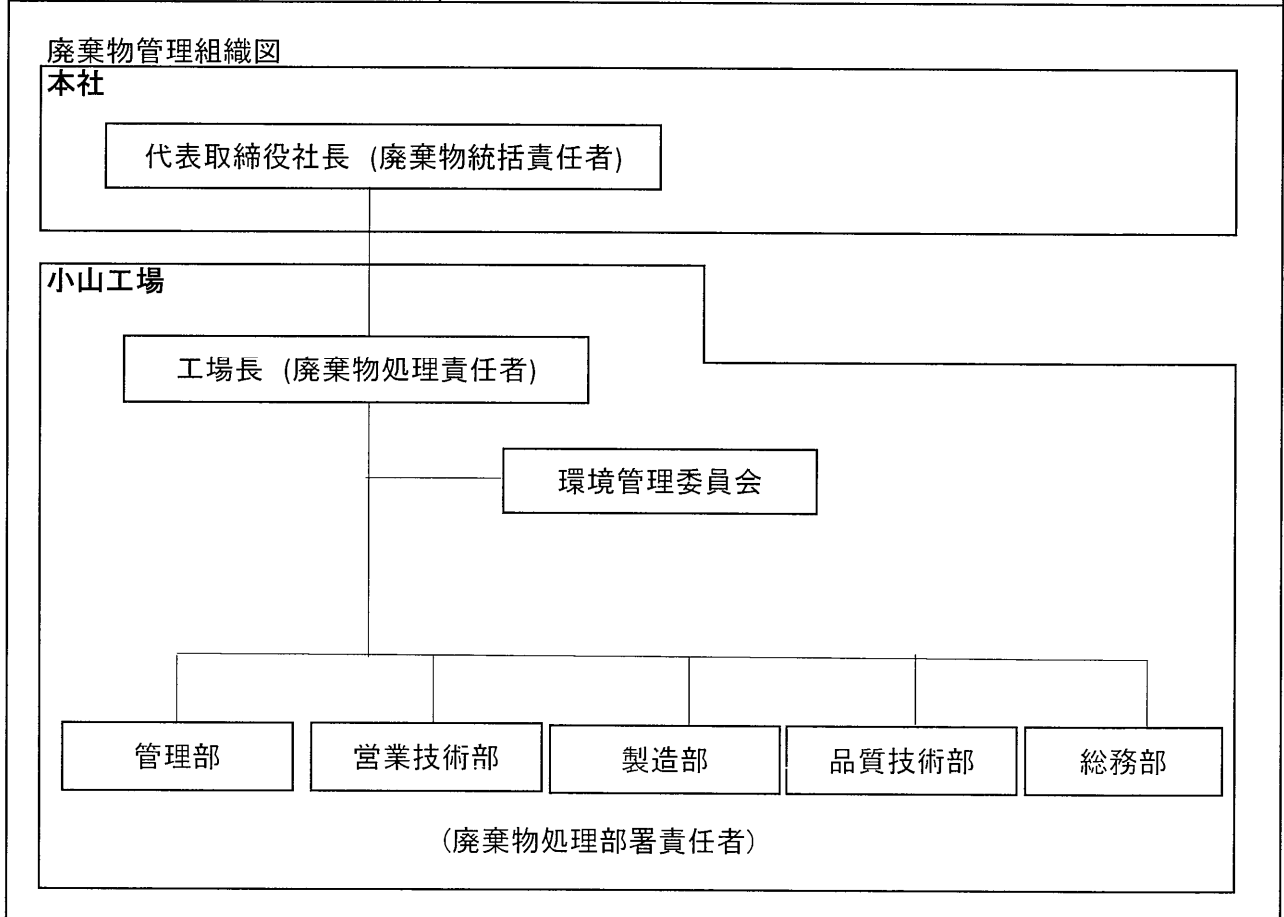 廃棄物管理組織図
本社
代表取締役社長 (廃棄物統括責任者)
小山工場
工場長 (廃棄物処理責任者)
環境管理委員会
管理部
営業技術部
製造部
品質技術部
総務部
(廃棄物処理部署責任者)